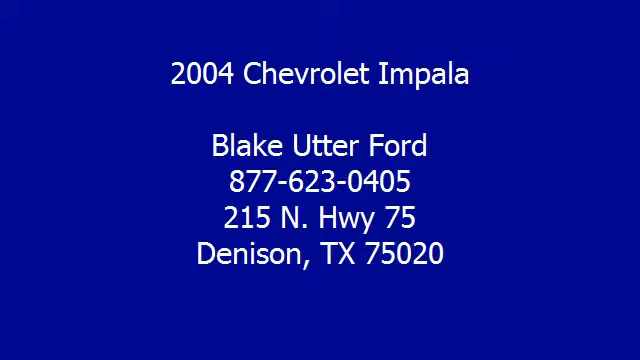 2004 Chevrolet Impala
Blake Utter Ford
877-623-0405
215 N. Hwy 75
Denison, TX 75020